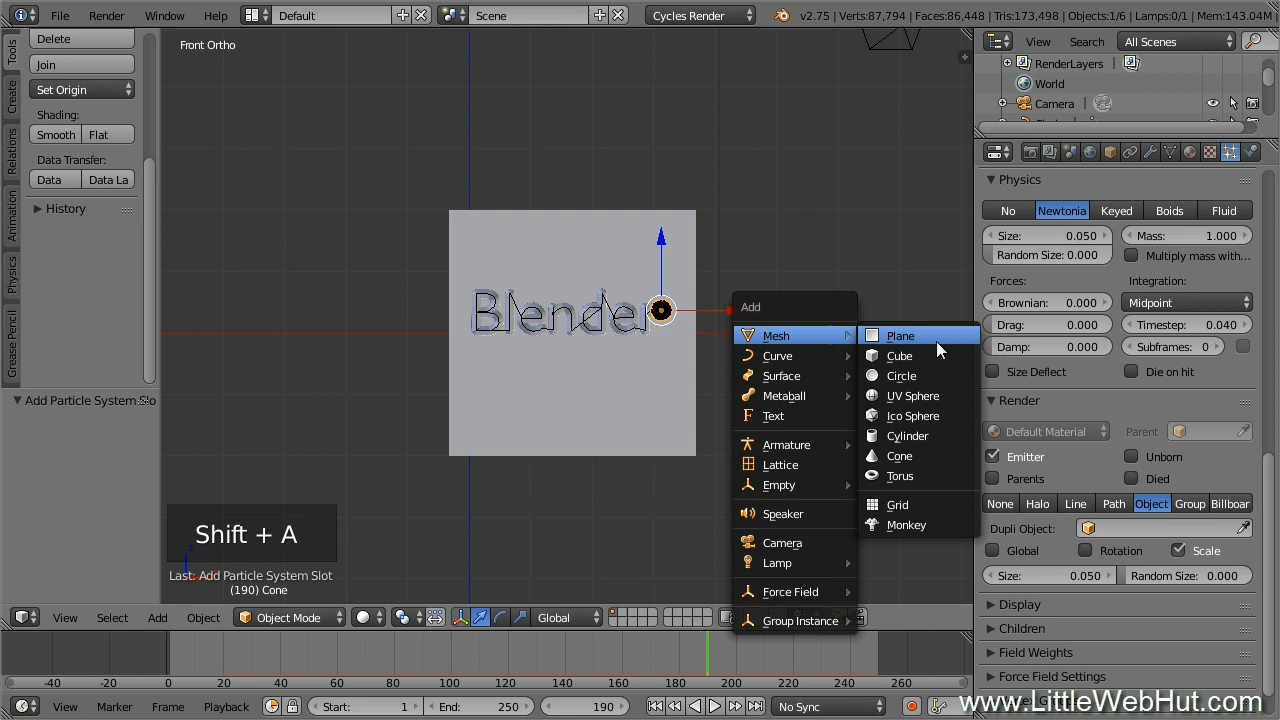 File Render Window Help Default Scene Cycles Render v2.75 | Verts:87,794 | Faces:86,448 | Tris:173,498 | Objects:1/6 | Lamps:0/1 | Mem:143.04M
Front Ortho
View Search All Scenes
RenderLayers
World
Camera
Tools
Create
Relations
Animation
Physics
Grease Pencil
Delete
Join
Set Origin
Shading:
Smooth Flat
Data Transfer:
Data Data La
History
Add Particle System Slo
Blender
Add
Mesh
Curve
Surface
Metaball
Text
Armature
Lattice
Empty
Speaker
Camera
Lamp
Force Field
Group Instance
Plane
Cube
Circle
UV Sphere
Ico Sphere
Cylinder
Cone
Torus
Grid
Monkey
Shift + A
Last: Add Particle System Slot
(190) Cone
Physics
No Newtonia Keyed Boids Fluid
Size: 0.050 Mass: 1.000
Random Size: 0.000 Multiply mass with...
Forces: Integration:
Brownian: 0.000 Midpoint
Drag: 0.000 Timestep: 0.040
Damp: 0.000 Subframes: 0
Size Deflect Die on hit
Render
Default Material Parent
Emitter Unborn
Parents Died
None Halo Line Path Object Group Billboar
Dupli Object:
Global Rotation Scale
Size: 0.050 Random Size: 0.000
Display
Children
Field Weights
Force Field Settings
View Select Add Object Object Mode Global
-40 -20 0 20 40 60 80 100 120 140 160 180 200 220 240 260
View Marker Frame Playback Start: 1 End: 250 190 No Sync
www.LittleWebHut.com